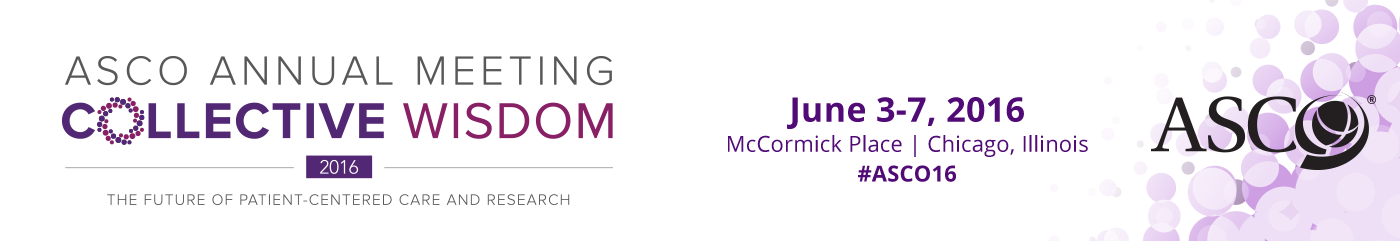 ASCO ANNUAL MEETING
COLLECTIVE WISDOM
2016
THE FUTURE OF PATIENT-CENTERED CARE AND RESEARCH
June 3-7, 2016
McCormick Place | Chicago, Illinois
#ASCO16
ASCO®